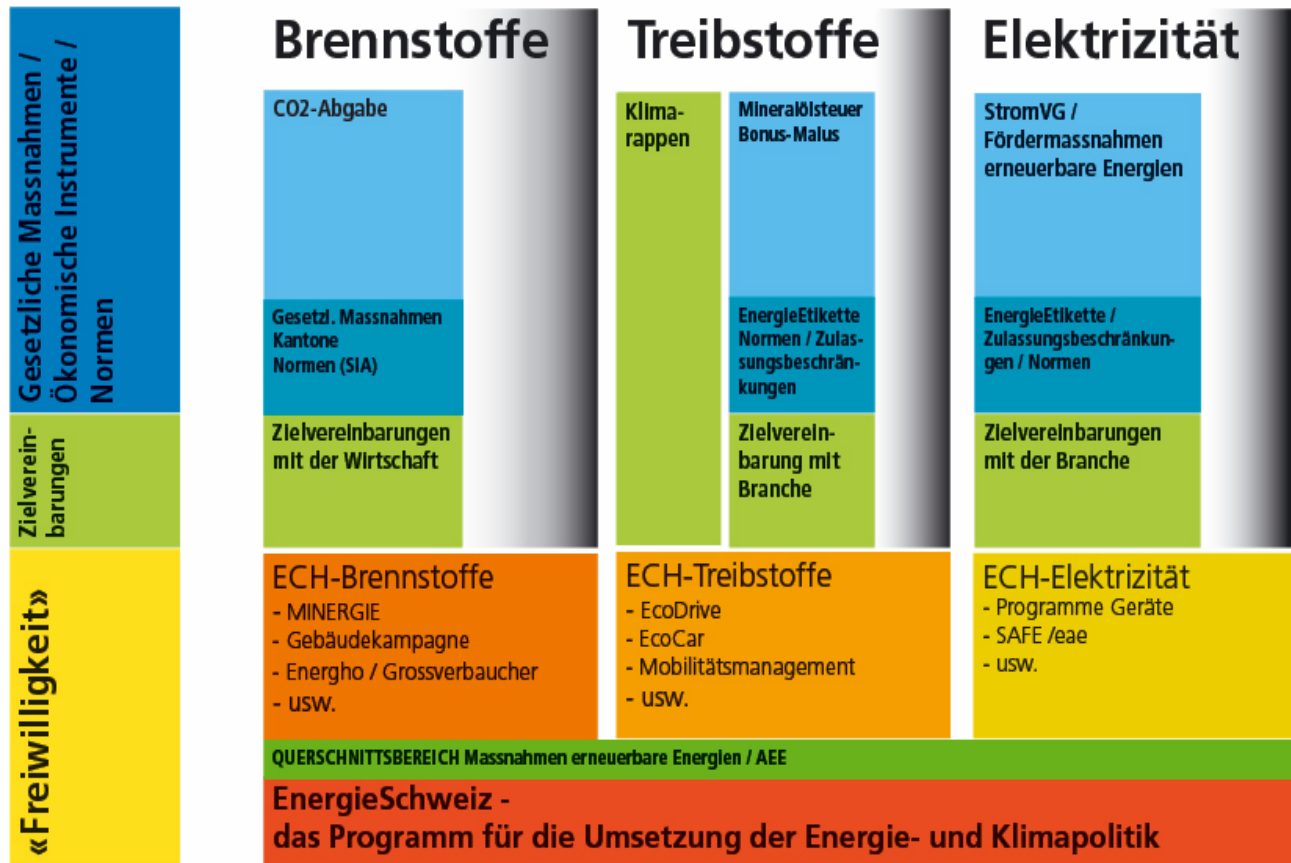 Gesetzliche Massnahmen /
Ökonomische Instrumente /
Normen
Zielverein-
barungen
«Freiwilligkeit»
Brennstoffe
CO2-Abgabe
Gesetzl. Massnahmen
Kantone
Normen (SIA)
Zielvereinbarungen
mit der Wirtschaft
ECH-Brennstoffe
- MINERGIE
- Gebäudekampagne
- Energho / Grossverbaucher
- usw.
Treibstoffe
Klima-
rappen
Mineralölsteuer
Bonus-Malus
EnergieEtikette
Normen / Zulas-
sungsbeschrän-
kungen
Zielverein-
barung mit
Branche
ECH-Treibstoffe
- EcoDrive
- EcoCar
- Mobilitätsmanagement
- usw.
Elektrizität
StromVG /
Fördermassnahmen
erneuerbare Energien
EnergieEtikette /
Zulassungsbeschränkun-
gen / Normen
Zielvereinbarungen
mit der Branche
ECH-Elektrizität
- Programme Geräte
- SAFE /eae
- usw.
QUERSCHNITTSBEREICH Massnahmen erneuerbare Energien / AEE
EnergieSchweiz -
das Programm für die Umsetzung der Energie- und Klimapolitik